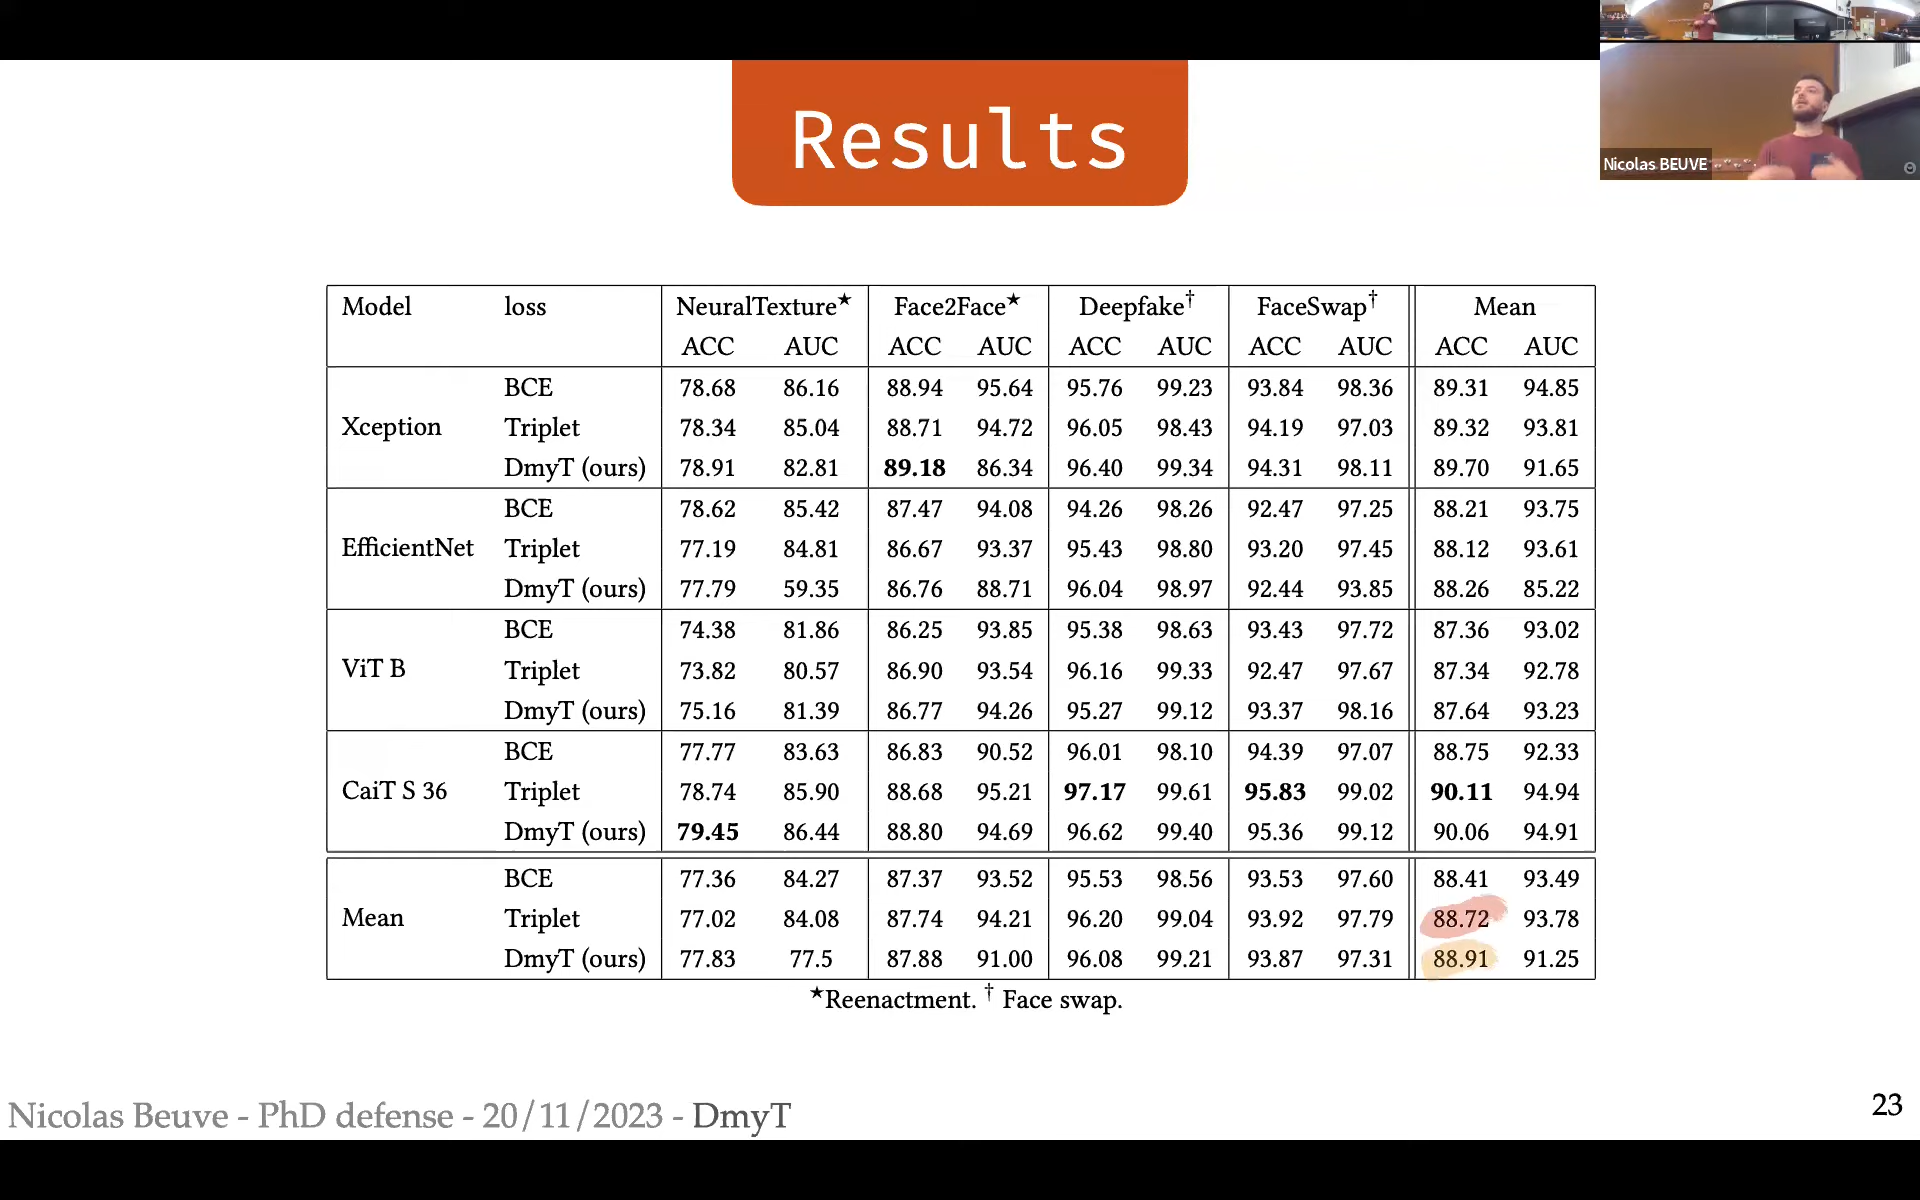 Results
Nicolas BEUVE
Model loss NeuralTexture★ Face2Face★ Deepfake† FaceSwap† Mean
ACC AUC ACC AUC ACC AUC ACC AUC ACC AUC
BCE 78.68 86.16 88.94 95.64 95.76 99.23 93.84 98.36 89.31 94.85
Xception Triplet 78.34 85.04 88.71 94.72 96.05 98.43 94.19 97.03 89.32 93.81
DmyT (ours) 78.91 82.81 89.18 86.34 96.40 99.34 94.31 98.11 89.70 91.65
BCE 78.62 85.42 87.47 94.08 94.26 98.26 92.47 97.25 88.21 93.75
EfficientNet Triplet 77.19 84.81 86.67 93.37 95.43 98.80 93.20 97.45 88.12 93.61
DmyT (ours) 77.79 59.35 86.76 88.71 96.04 98.97 92.44 93.85 88.26 85.22
BCE 74.38 81.86 86.25 93.85 95.38 98.63 93.43 97.72 87.36 93.02
ViT B Triplet 73.82 80.57 86.90 93.54 96.16 99.33 92.47 97.67 87.34 92.78
DmyT (ours) 75.16 81.39 86.77 94.26 95.27 99.12 93.37 98.16 87.64 93.23
BCE 77.77 83.63 86.83 90.52 96.01 98.10 94.39 97.07 88.75 92.33
CaiT S 36 Triplet 78.74 85.90 88.68 95.21 97.17 99.61 95.83 99.02 90.11 94.94
DmyT (ours) 79.45 86.44 88.80 94.69 96.62 99.40 95.36 99.12 90.06 94.91
BCE 77.36 84.27 87.37 93.52 95.53 98.56 93.53 97.60 88.41 93.49
Mean Triplet 77.02 84.08 87.74 94.21 96.20 99.04 93.92 97.79 88.72 93.78
DmyT (ours) 77.83 77.5 87.88 91.00 96.08 99.21 93.87 97.31 88.91 91.25
★Reenactment. † Face swap.
Nicolas Beuve - PhD defense - 20/11/2023 - DmyT
23